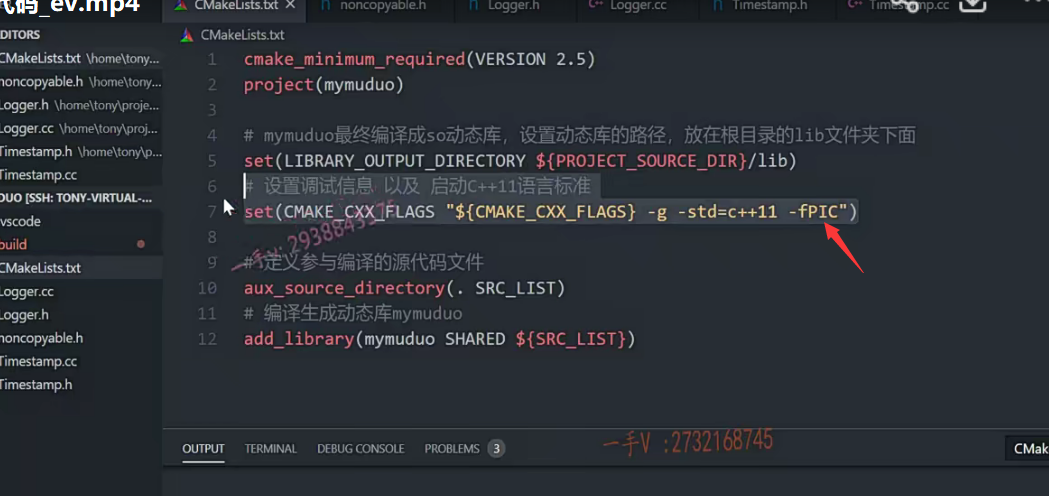 代码_ev.mp4
CMakeLists.txt ×
noncopyable.h
Logger.h
Logger.cc
Timestamp.h
DITORS
CMakeLists.txt \home\tony...
noncopyable.h \home\tony...
Logger.h \home\tony\proje...
Logger.cc \home\tony\proj...
Timestamp.h \home\tony\p...
Timestamp.cc
DUO [SSH: TONY-VIRTUAL-...
vscode
build
CMakeLists.txt
Logger.cc
Logger.h
noncopyable.h
Timestamp.cc
Timestamp.h
CMakeLists.txt
1 cmake_minimum_required(VERSION 2.5)
2 project(mymuduo)
3
4 # mymuduo最终编译成so动态库，设置动态库的路径，放在根目录的lib文件夹下面
5 set(LIBRARY_OUTPUT_DIRECTORY ${PROJECT_SOURCE_DIR}/lib)
6 # 设置调试信息 以及 启动C++11语言标准
7 set(CMAKE_CXX_FLAGS "${CMAKE_CXX_FLAGS} -g -std=c++11 -fPIC")
8
9 # 定义参与编译的源代码文件
10 aux_source_directory(. SRC_LIST)
11 # 编译生成动态库mymuduo
12 add_library(mymuduo SHARED ${SRC_LIST})
OUTPUT TERMINAL DEBUG CONSOLE PROBLEMS 3
一手V :2732168745
CMak